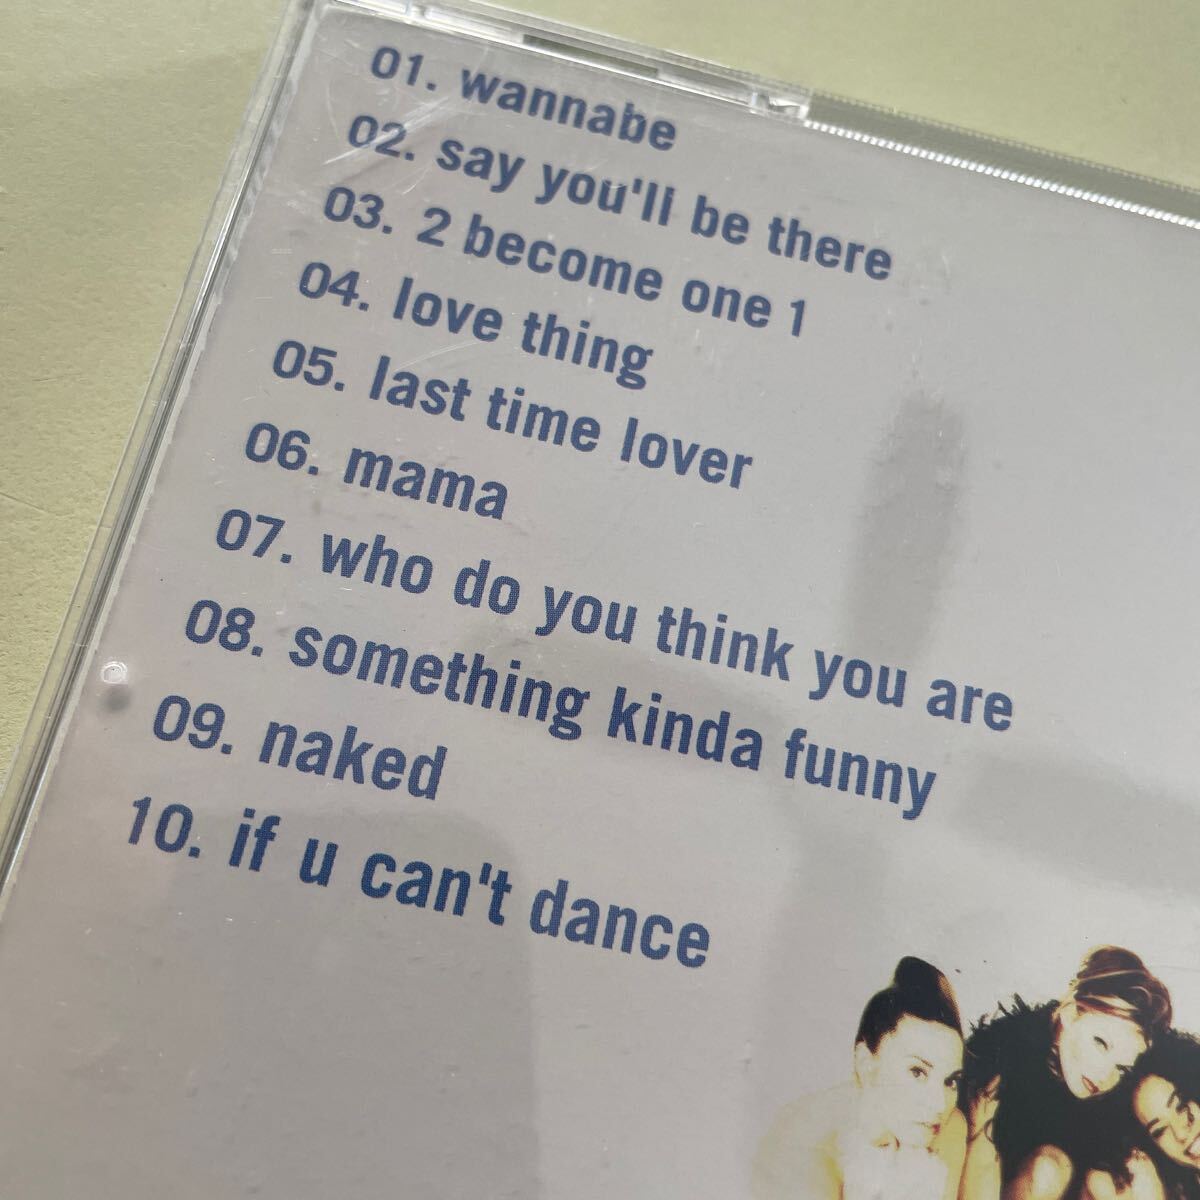 01. wannabe
02. say you'll be there
03. 2 become one 1
04. love thing
05. last time lover
06. mama
07. who do you think you are
08. something kinda funny
09. naked
10. if u can't dance